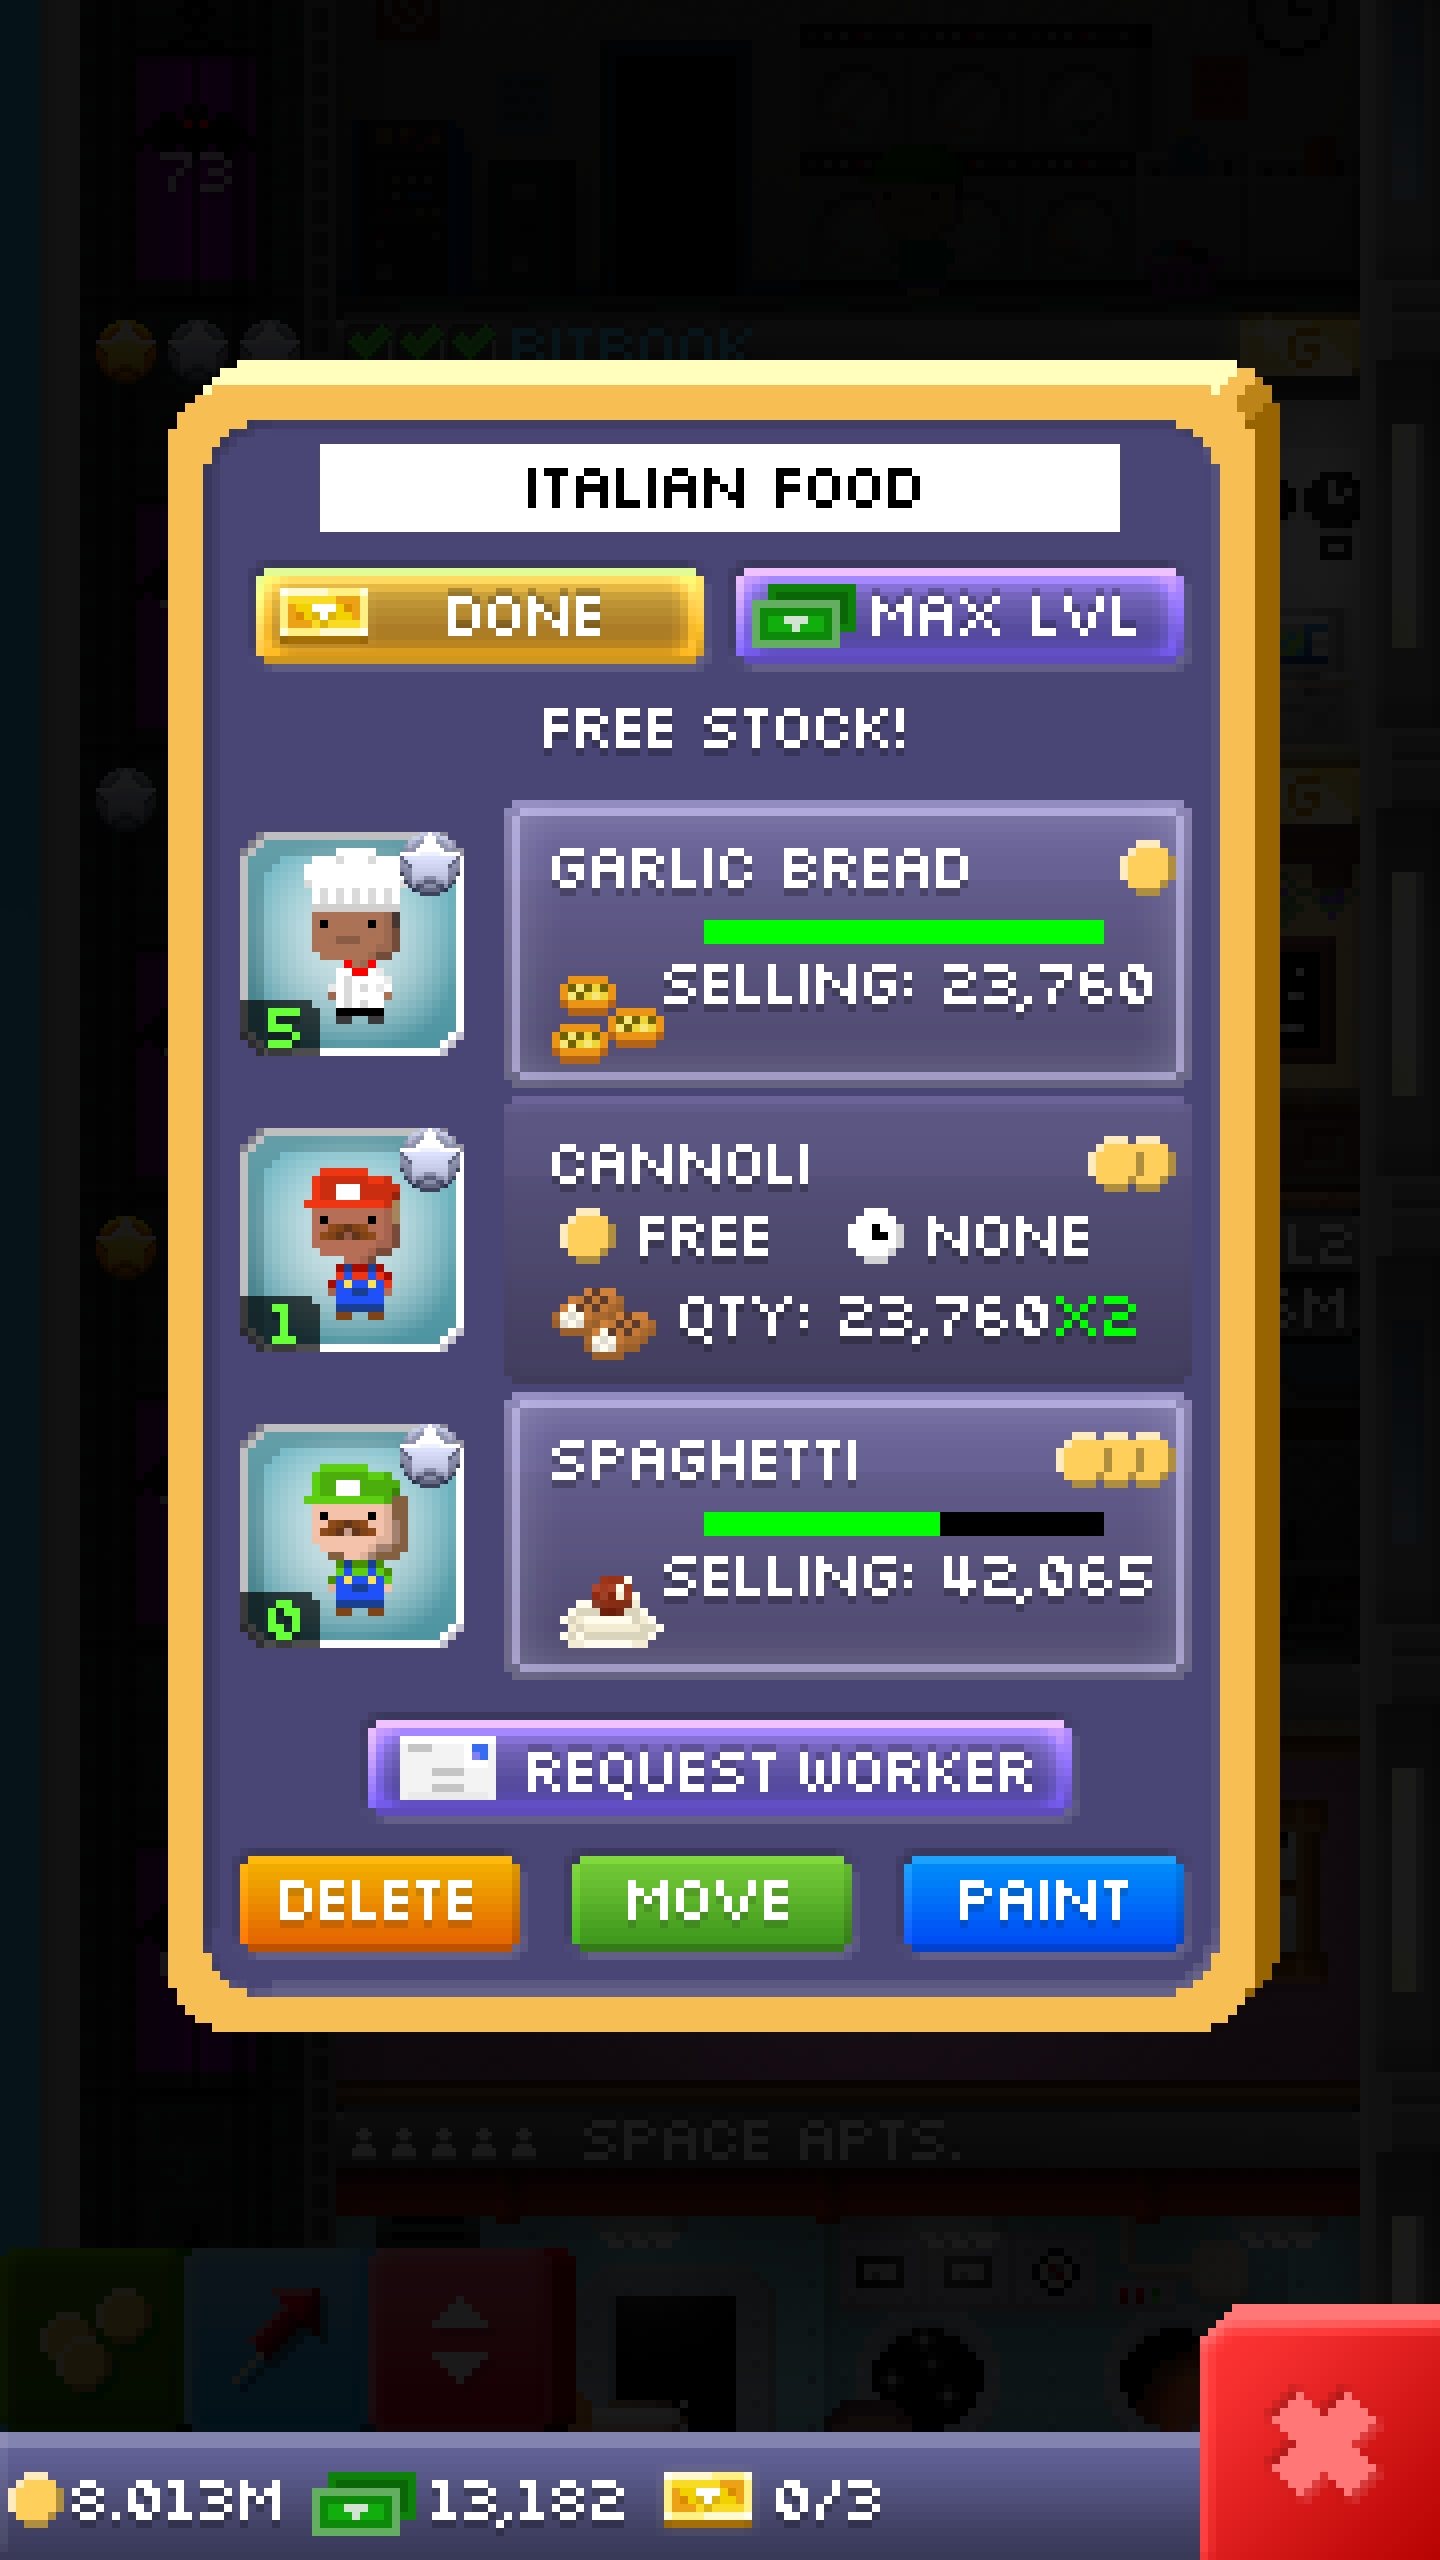 73
BITBOOK
G
ITALIAN FOOD
DONE
MAX LVL
FREE STOCK!
G
GARLIC BREAD
SELLING: 23,760
5
CANNOLI
FREE NONE
QTY: 23,760X2
1
SPAGHETTI
SELLING: 42,065
0
REQUEST WORKER
DELETE MOVE PAINT
SPACE APTS.
8.013M 13,182 0/3